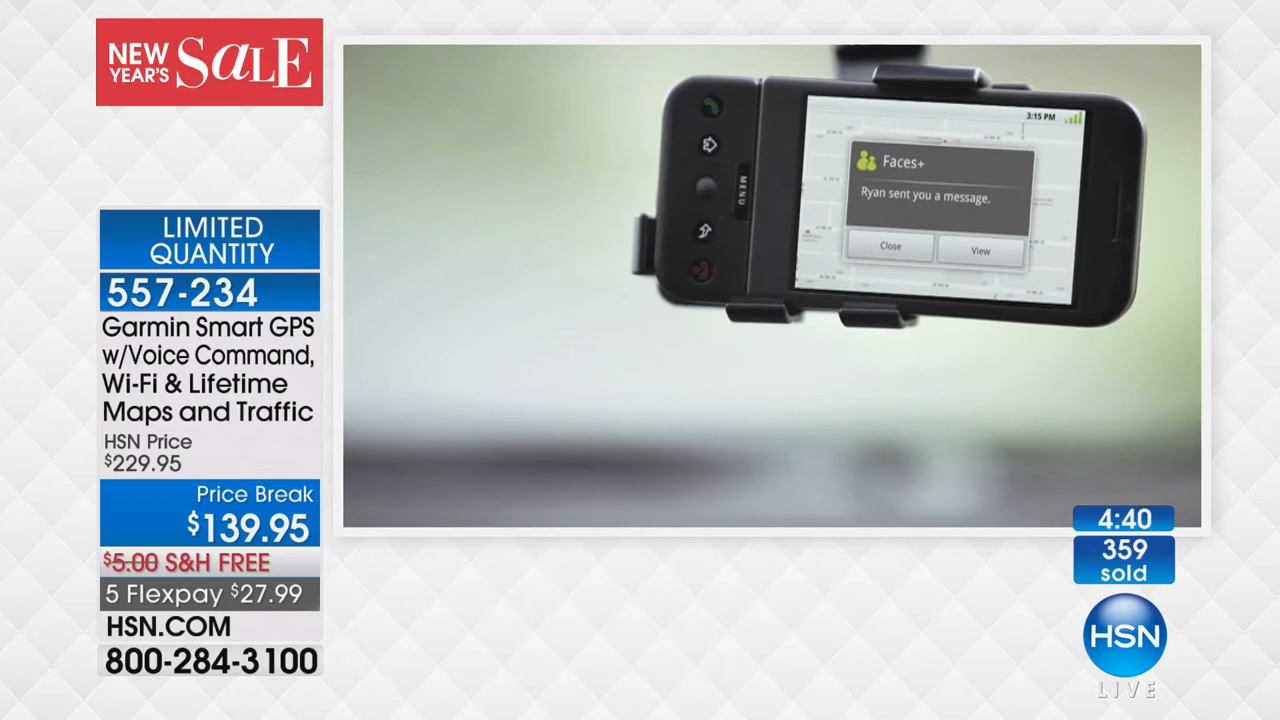 NEW
YEAR'S
SALE
LIMITED
QUANTITY
557-234
Garmin Smart GPS
w/Voice Command,
Wi-Fi & Lifetime
Maps and Traffic
HSN Price
$229.95
Price Break
$139.95
$5.00 S&H FREE
5 Flexpay $27.99
HSN.COM
800-284-3100
MENU
3:15 PM
Faces+
Ryan sent you a message.
Close
View
4:40
359
sold
HSN
LIVE